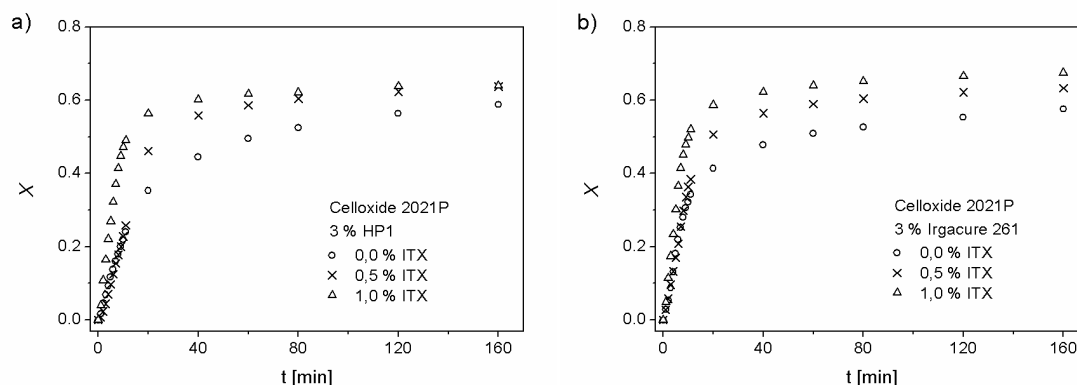 a)
0.8
0.6
0.4
0.2
0.0
X
Celloxide 2021P
3 % HP1
0,0 % ITX
0,5 % ITX
1,0 % ITX
0
40
80
120
160
t [min]
b)
0.8
0.6
0.4
0.2
0.0
X
Celloxide 2021P
3 % Irgacure 261
0,0 % ITX
0,5 % ITX
1,0 % ITX
0
40
80
120
160
t [min]